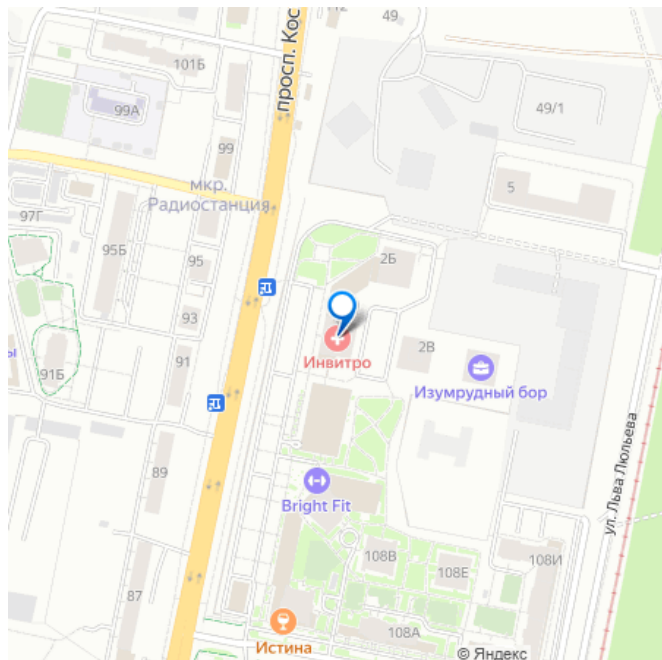 112
49
просп. Кос
101Б
49/1
99А
99
5
мкр.
Радиостанция
97Г
95Б
95
2Б
93
Инвитро
2В
91
ы
91Б
Изумрудный бор
ул. Льва Люльева
89
Bright Fit
108В
108Е
108И
87
108А
Истина
© Яндекс